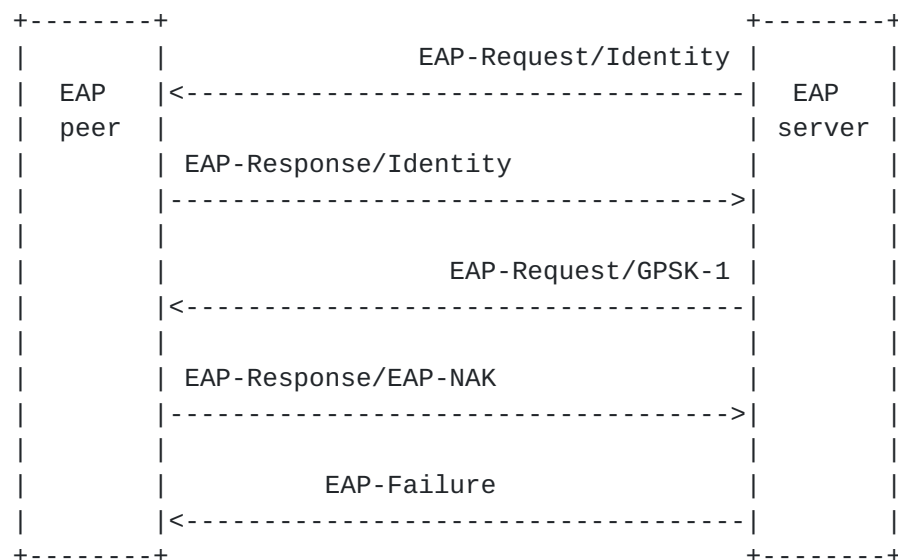 EAP-Request/Identity
EAP EAP
peer server
EAP-Response/Identity
EAP-Request/GPSK-1
EAP-Response/EAP-NAK
EAP-Failure